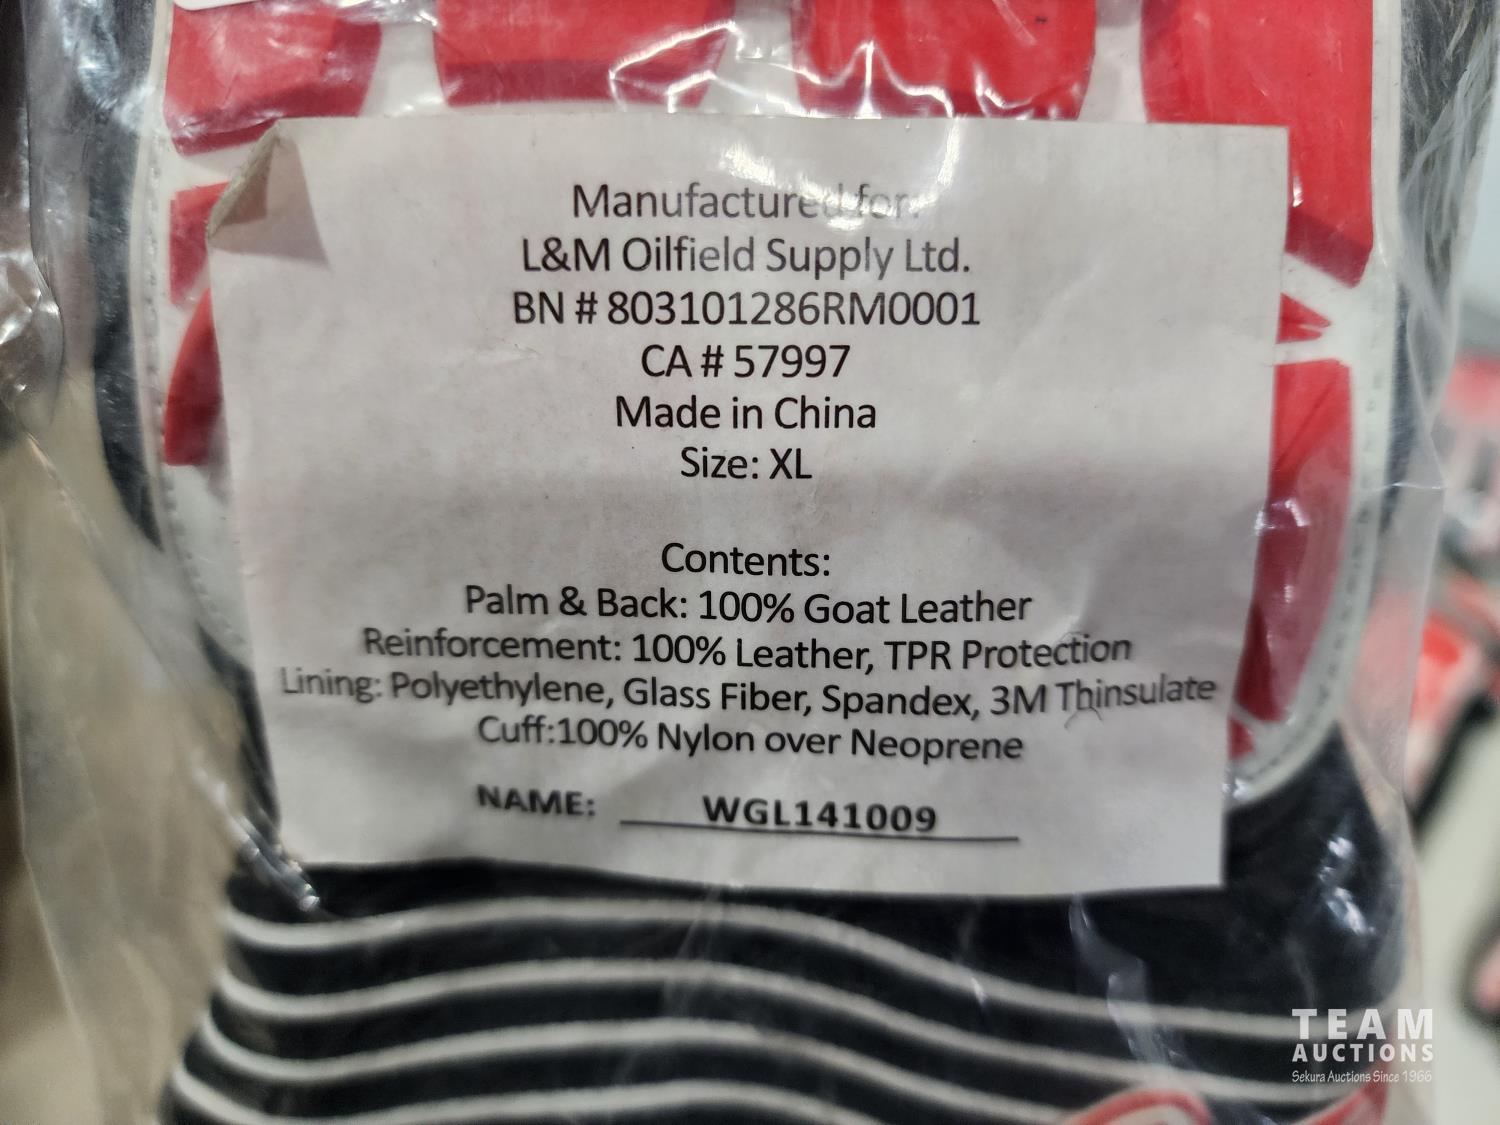 Manufactured for:
L&M Oilfield Supply Ltd.
BN # 803101286RM0001
CA # 57997
Made in China
Size: XL
Contents:
Palm & Back: 100% Goat Leather
Reinforcement: 100% Leather, TPR Protection
Lining: Polyethylene, Glass Fiber, Spandex, 3M Thinsulate
Cuff:100% Nylon over Neoprene
NAME: WGL141009
TEAM
AUCTIONS
Sekura Auctions Since 1966